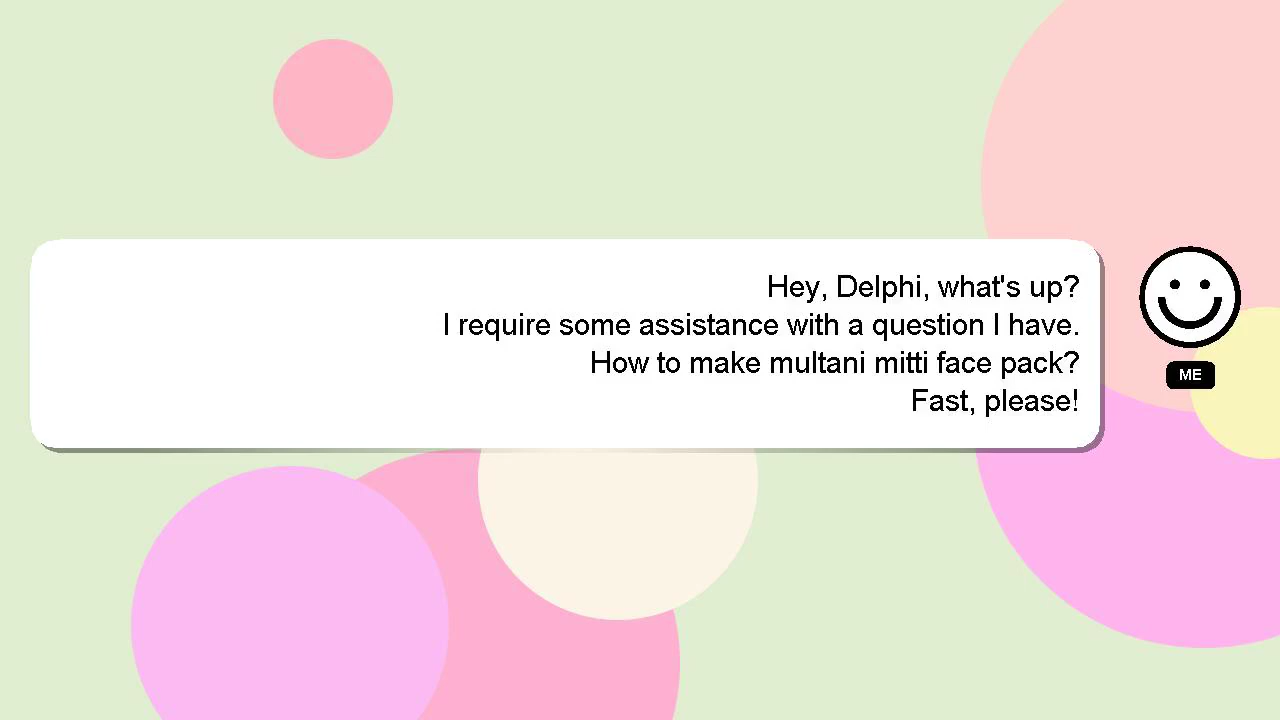 Hey, Delphi, what's up?
I require some assistance with a question I have.
How to make multani mitti face pack?
Fast, please!
ME